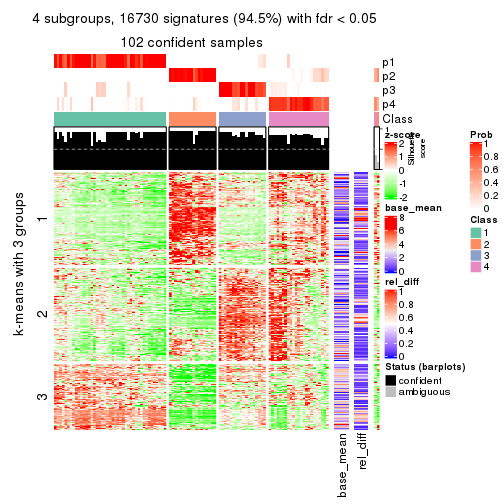 4 subgroups, 16730 signatures (94.5%) with fdr < 0.05
102 confident samples
p1
p2
p3
p4
Class
1
Silhouette
score
z-score
2
1
0
-1
-2
base_mean
8
6
4
2
0
rel_diff
1
0.8
0.6
0.4
0.2
0
Status (barplots)
confident
ambiguous
Prob
1
0.8
0.6
0.4
0.2
0
Class
1
2
3
4
k-means with 3 groups
1
2
3
base_mean
rel_diff